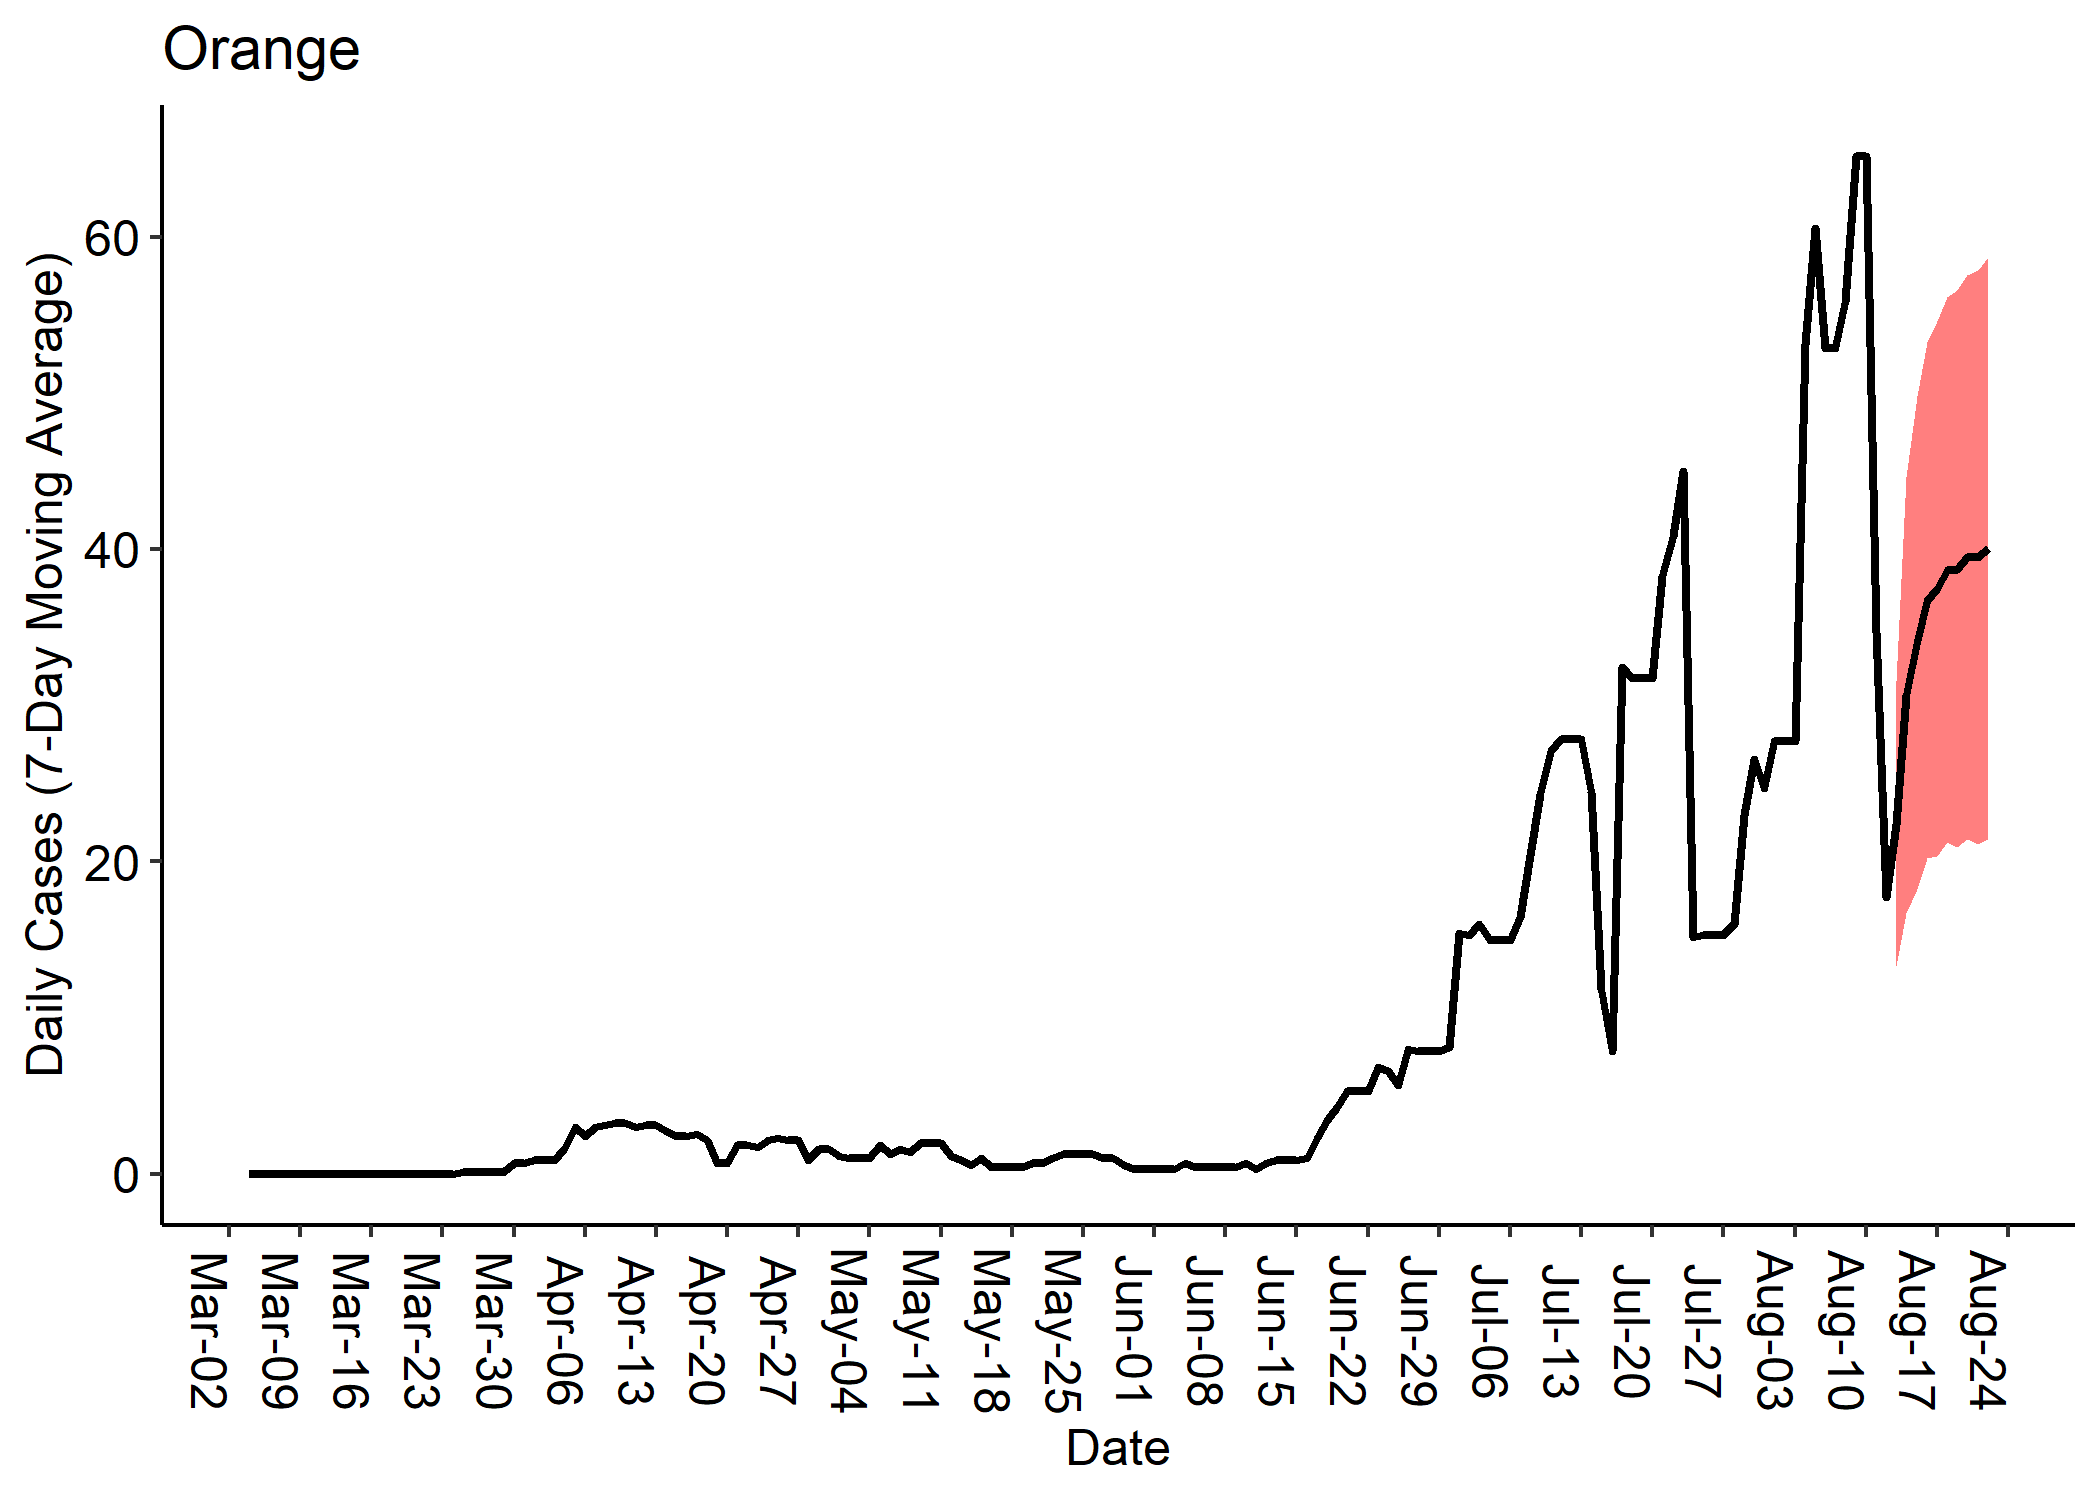 Orange
Daily Cases (7-Day Moving Average)
60
40
20
0
Mar-02
Mar-09
Mar-16
Mar-23
Mar-30
Apr-06
Apr-13
Apr-20
Apr-27
May-04
May-11
May-18
May-25
Jun-01
Jun-08
Jun-15
Jun-22
Jun-29
Jul-06
Jul-13
Jul-20
Jul-27
Aug-03
Aug-10
Aug-17
Aug-24
Date